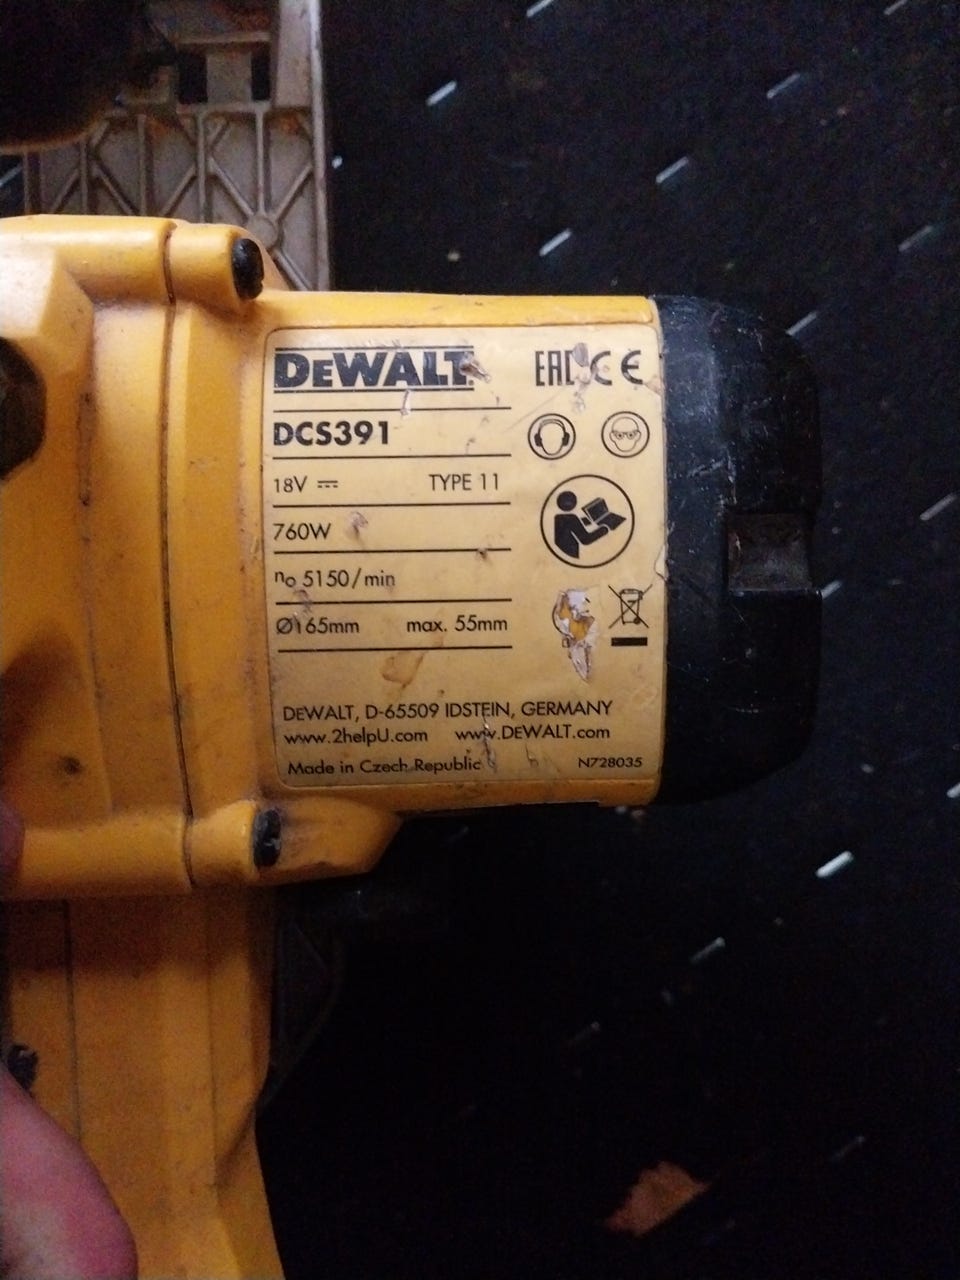 DEWALT
EAC CE
DCS391
18V TYPE 11
760W
n₀ 5150/min
Ø165mm max. 55mm
DEWALT, D-65509 IDSTEIN, GERMANY
www.2helpU.com www.DEWALT.com
Made in Czech Republic N728035